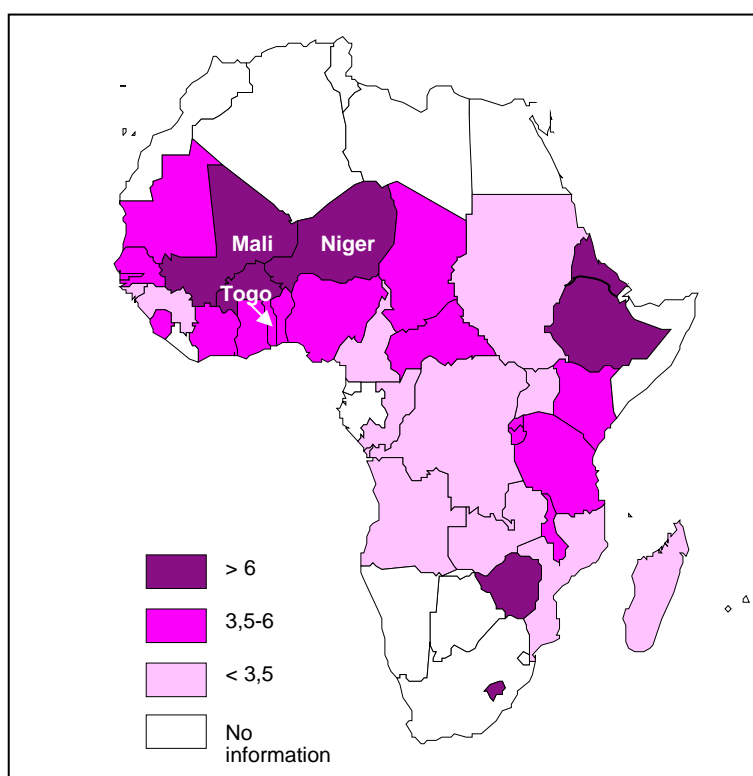 Mali
Niger
Togo
> 6
3,5-6
< 3,5
No
information